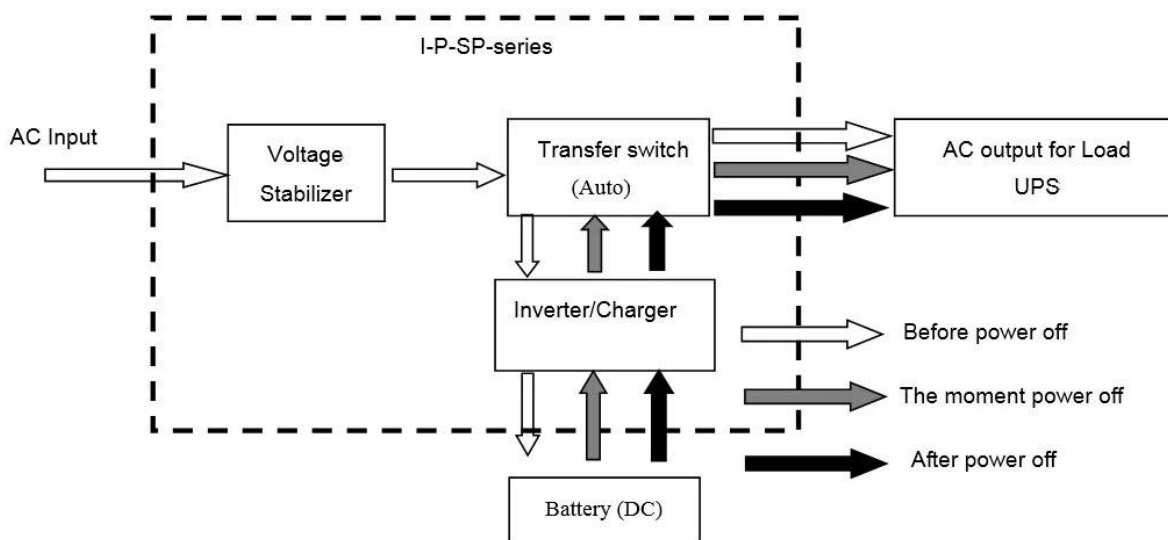 I-P-SP-series
AC Input
Voltage
Stabilizer
Transfer switch
(Auto)
AC output for Load
UPS
Inverter/Charger
Before power off
The moment power off
After power off
Battery (DC)